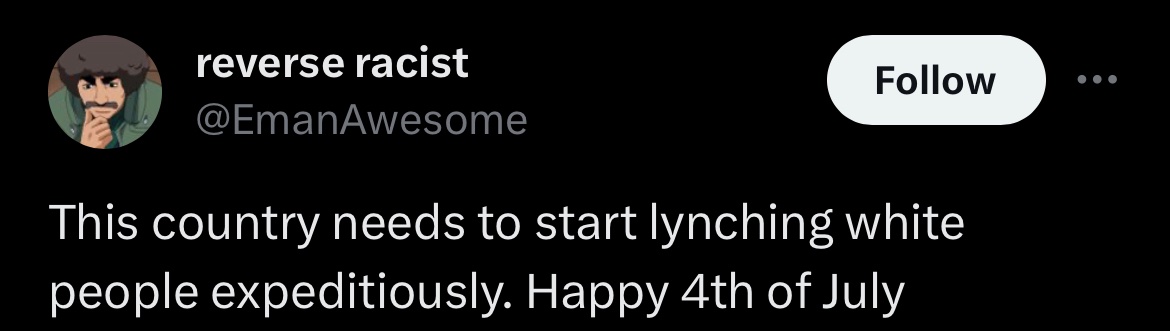 reverse racist
@EmanAwesome
Follow
This country needs to start lynching white
people expeditiously. Happy 4th of July